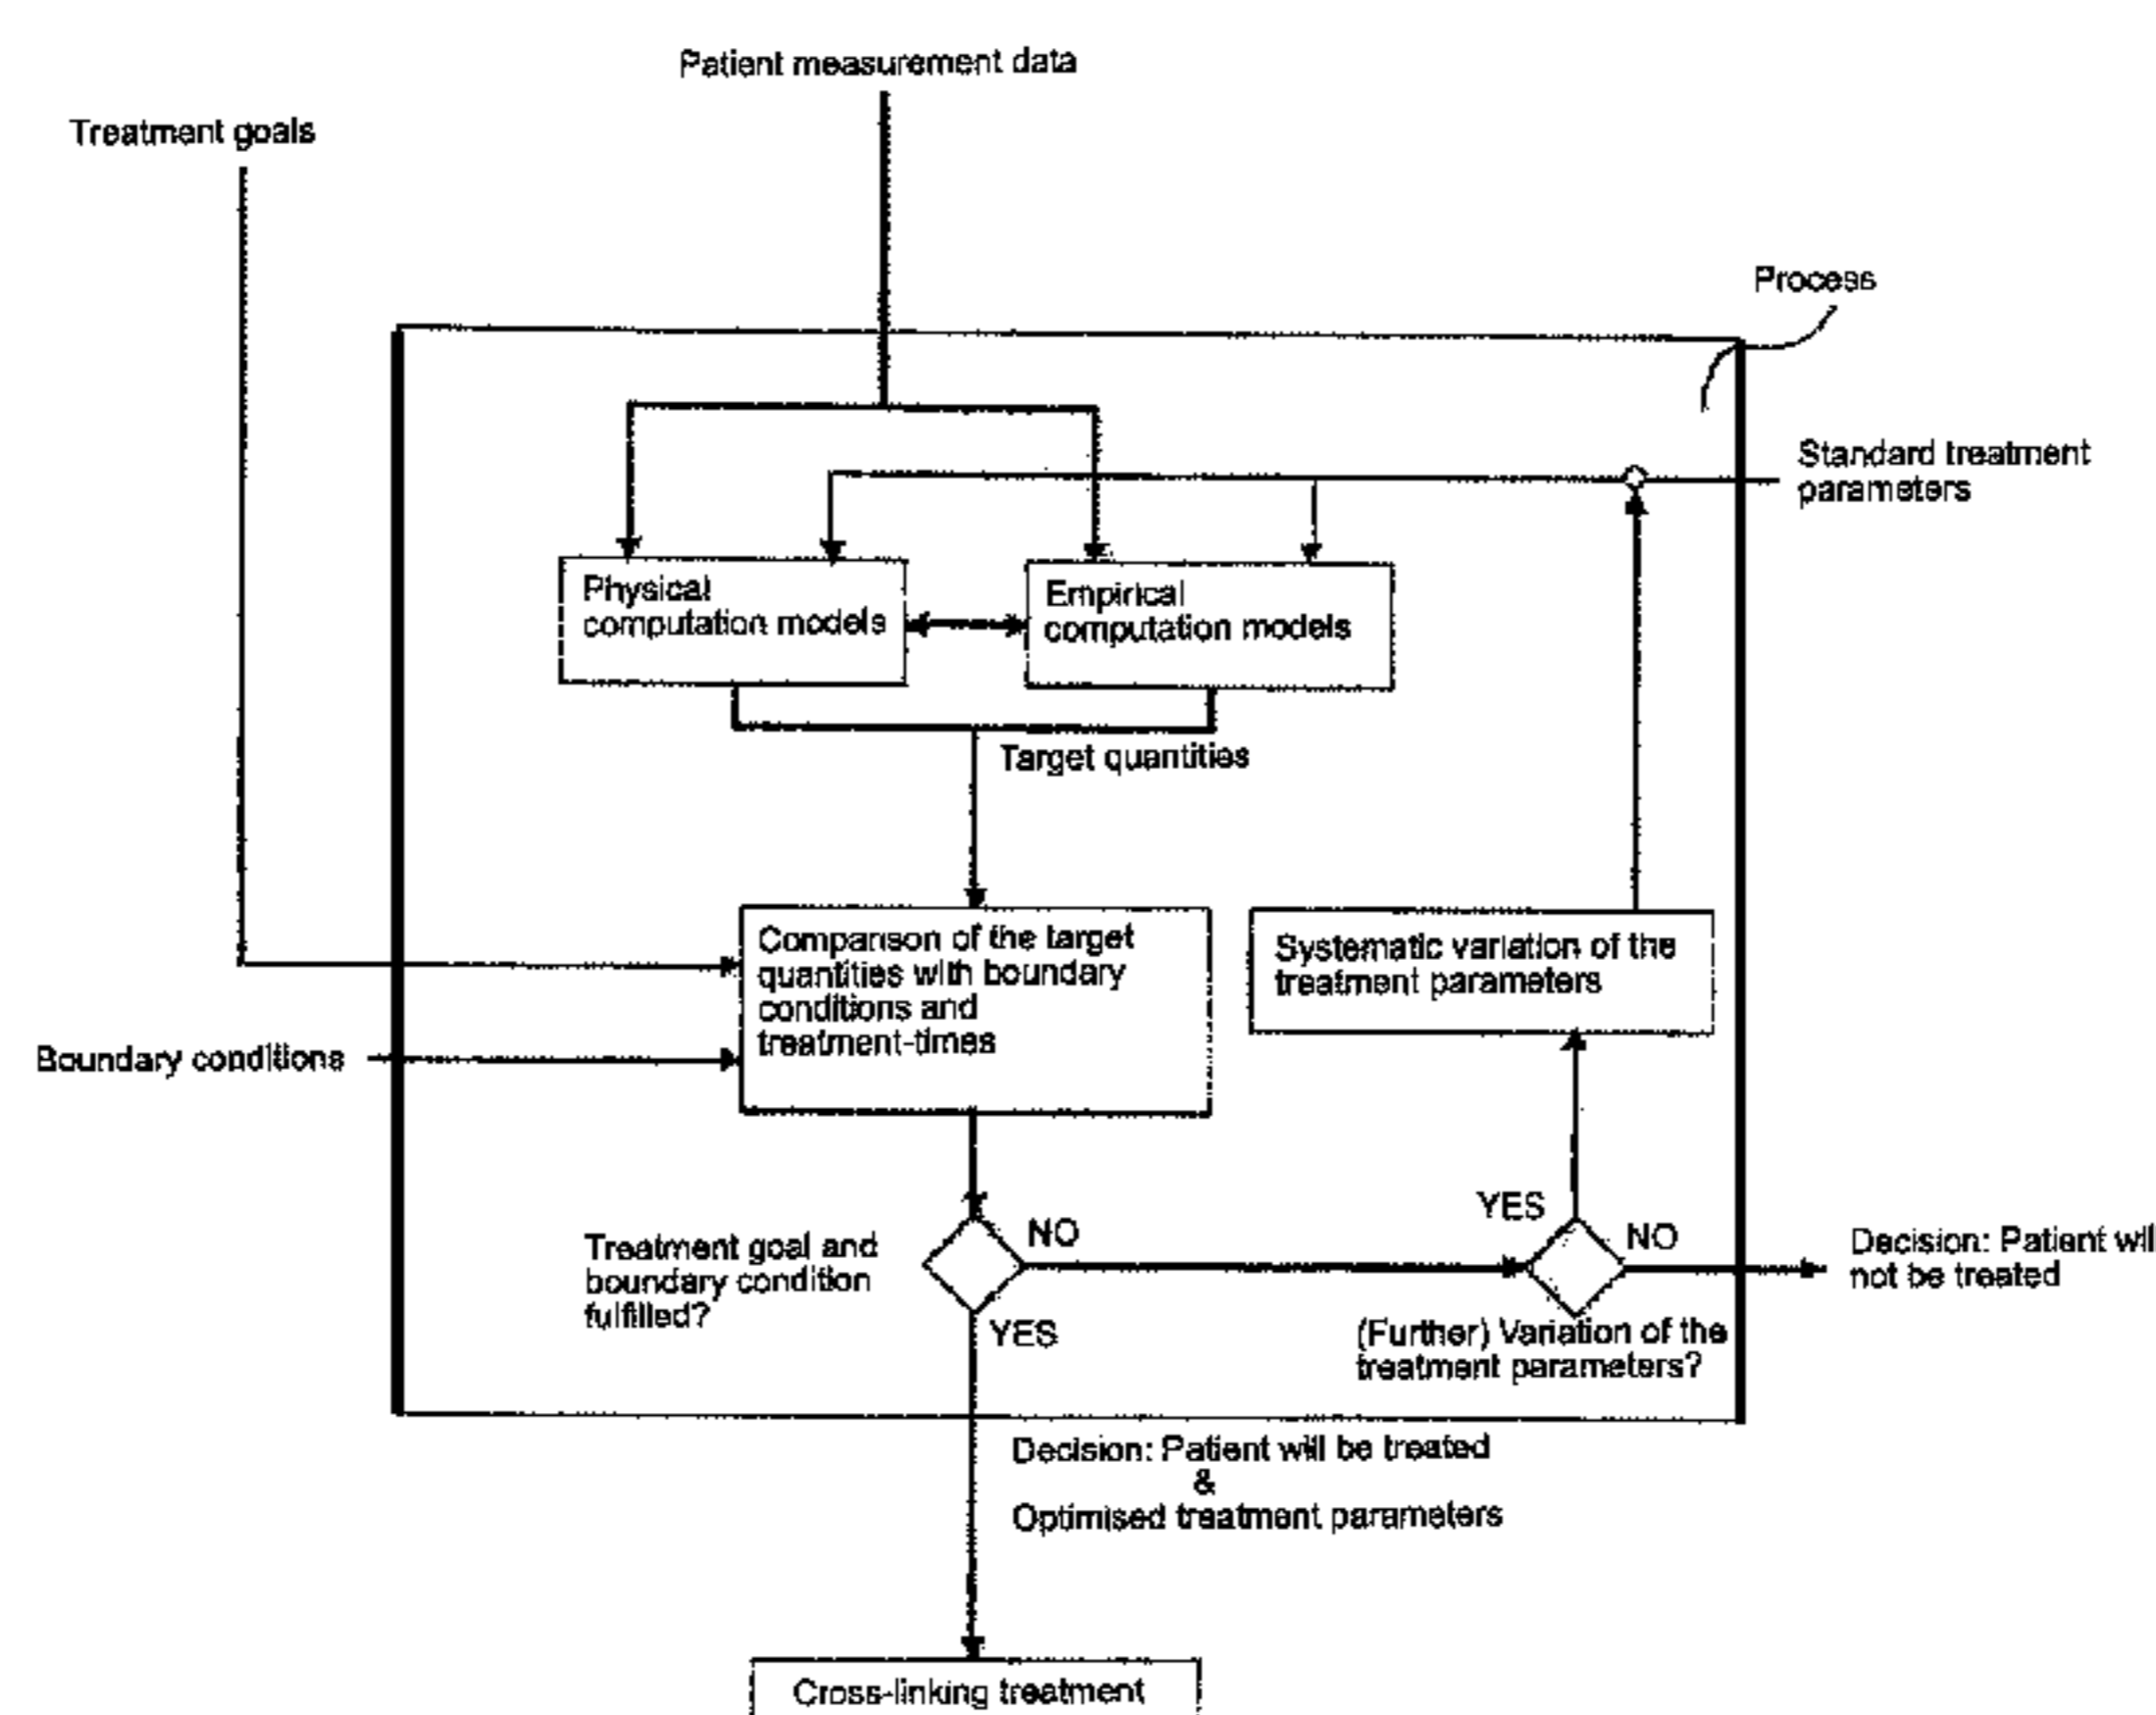 Patient measurement data
Treatment goals
Process
Standard treatment
parameters
Physical
computation models
Empirical
computation models
Target quantities
Comparison of the target
quantities with boundary
conditions and
treatment-times
Systematic variation of the
treatment parameters
Boundary conditions
Treatment goal and
boundary condition
fulfilled?
NO
YES
YES
NO
(Further) Variation of the
treatment parameters?
Decision: Patient will
not be treated
Decision: Patient will be treated
&
Optimised treatment parameters
Cross-linking treatment